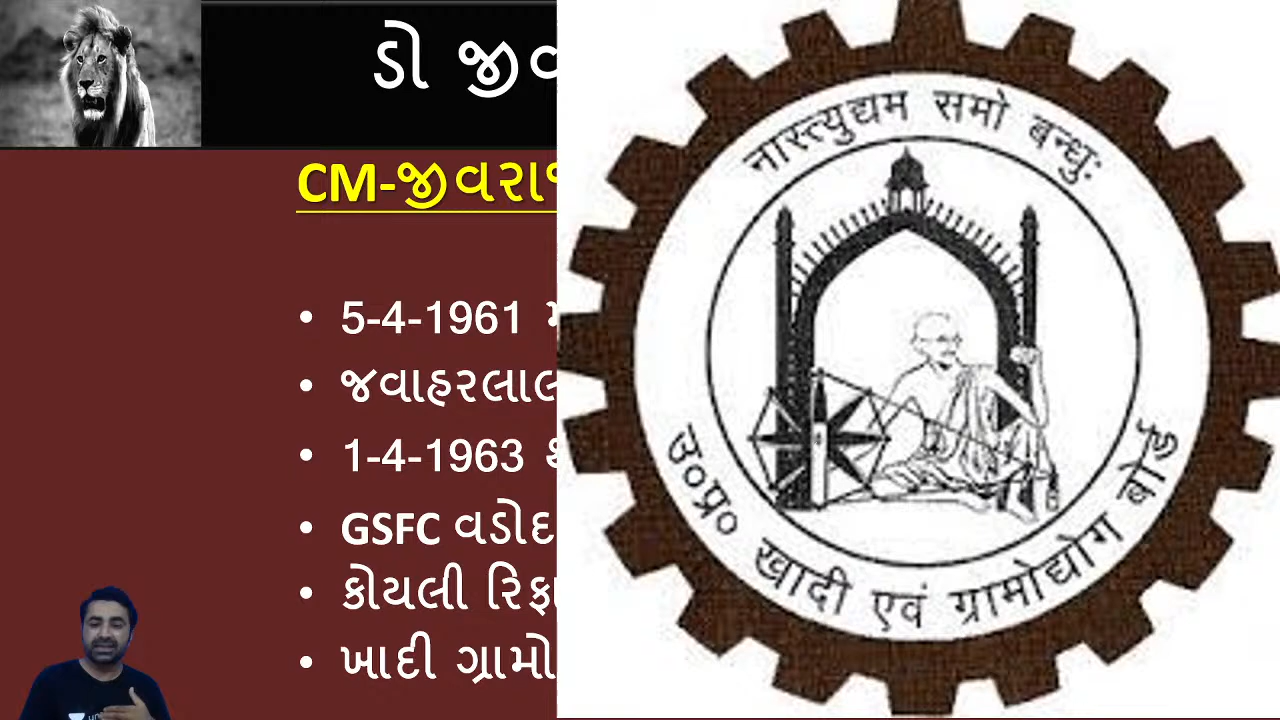 ડો
CM-જીવરા
5-4-1961
જવાહરલાલ
1-4-1963
GSFC વડોદ
કોયલી રિફા
ખાદી ગ્રામો
नास्त्युद्यम समो बन्धुः
उ०प्र० खादी एवं ग्रामोद्योग बोर्ड